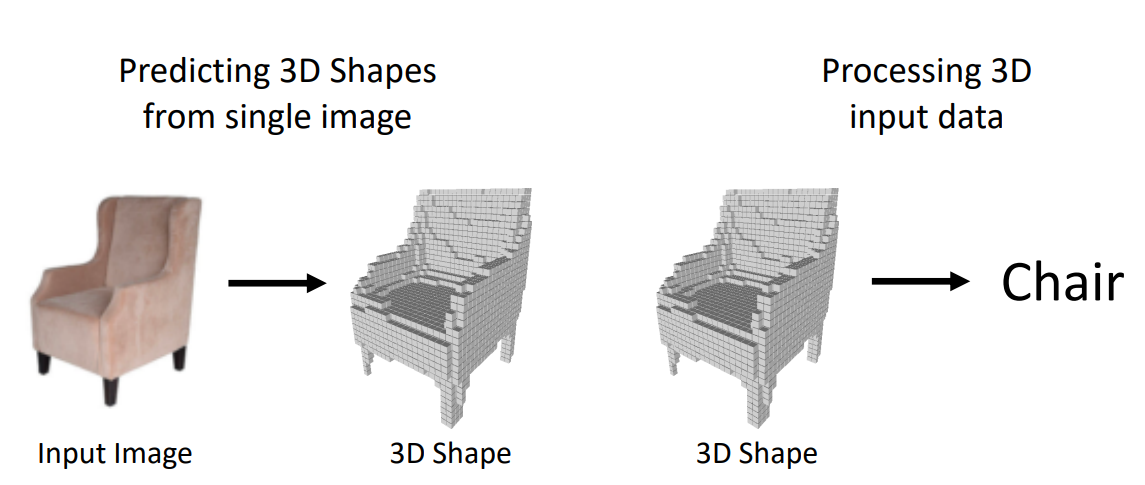 Predicting 3D Shapes
from single image
Processing 3D
input data
Chair
Input Image
3D Shape
3D Shape